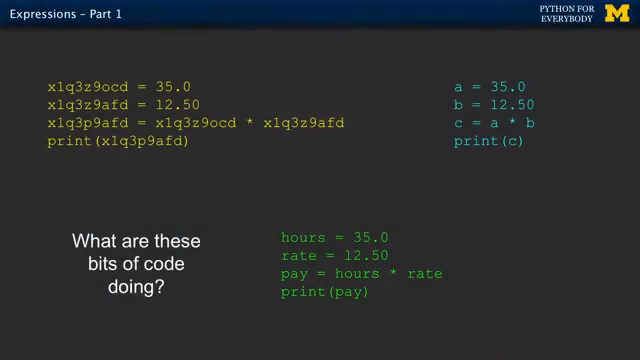 Expressions – Part 1
PYTHON FOR
EVERYBODY
M
x1q3z9ocd = 35.0
x1q3z9afd = 12.50
x1q3p9afd = x1q3z9ocd * x1q3z9afd
print(x1q3p9afd)
a = 35.0
b = 12.50
c = a * b
print(c)
What are these
bits of code
doing?
hours = 35.0
rate = 12.50
pay = hours * rate
print(pay)